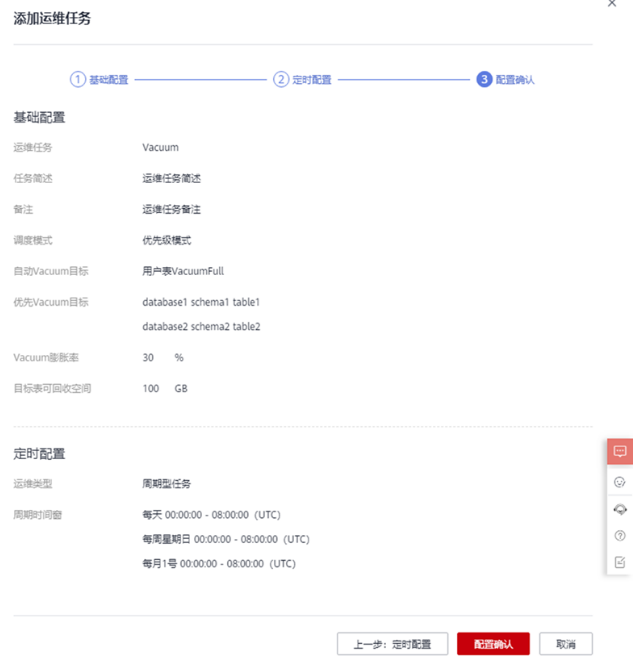 添加运维任务
1 基础配置 2 定时配置 3 配置确认
基础配置
运维任务 Vacuum
任务简述 运维任务简述
备注 运维任务备注
调度模式 优先级模式
自动Vacuum目标 用户表VacuumFull
优先Vacuum目标 database1 schema1 table1
database2 schema2 table2
Vacuum膨胀率 30 %
目标表可回收空间 100 GB
定时配置
运维类型 周期型任务
周期时间窗 每天 00:00:00 - 08:00:00（UTC）
每周星期日 00:00:00 - 08:00:00（UTC）
每月1号 00:00:00 - 08:00:00（UTC）
上一步：定时配置 配置确认 取消